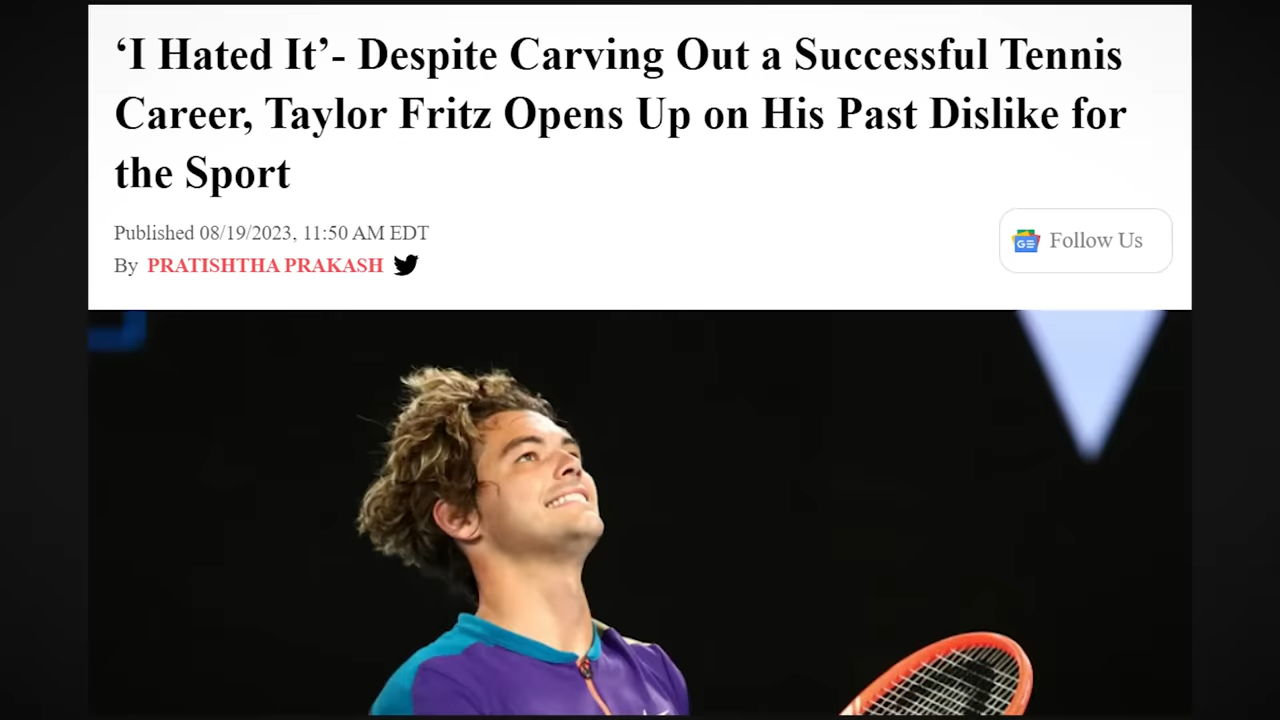 ‘I Hated It’- Despite Carving Out a Successful Tennis
Career, Taylor Fritz Opens Up on His Past Dislike for
the Sport
Published 08/19/2023, 11:50 AM EDT
By PRATISHTHA PRAKASH
GE Follow Us